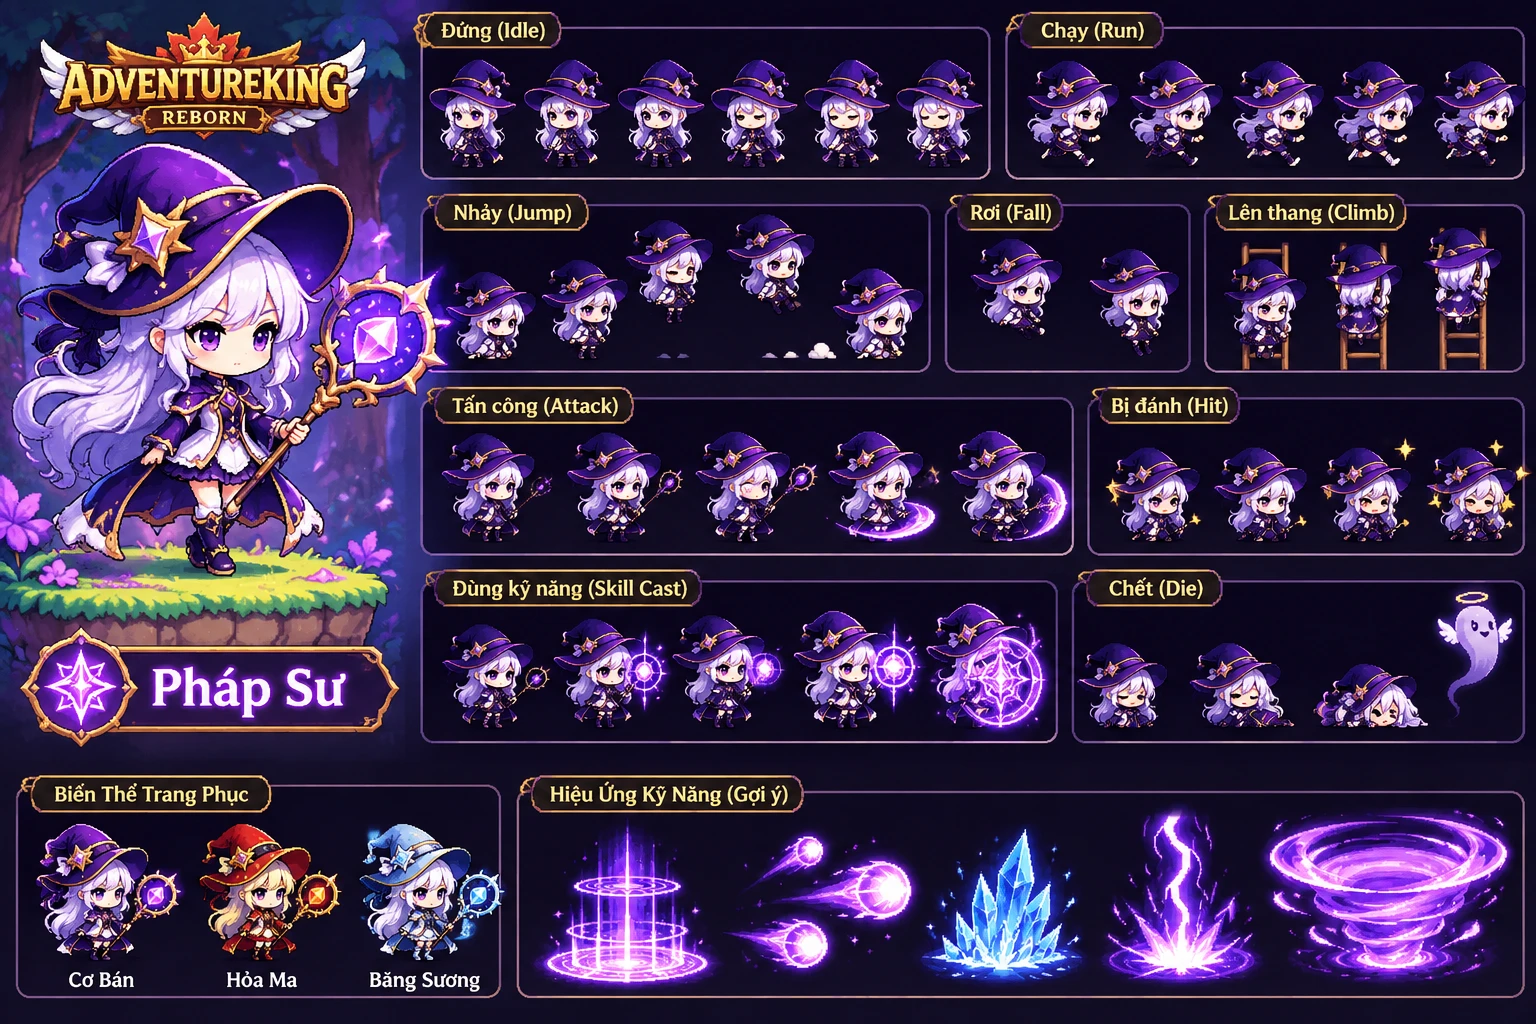 ADVENTUREKING
REBORN
Đứng (Idle)
Chạy (Run)
Nhảy (Jump)
Rơi (Fall)
Lên thang (Climb)
Tấn công (Attack)
Bị đánh (Hit)
Đùng kỹ năng (Skill Cast)
Chết (Die)
Pháp Sư
Biến Thể Trang Phục
Cơ Bán
Hỏa Ma
Băng Sương
Hiệu Ứng Kỹ Năng (Gợi ý)